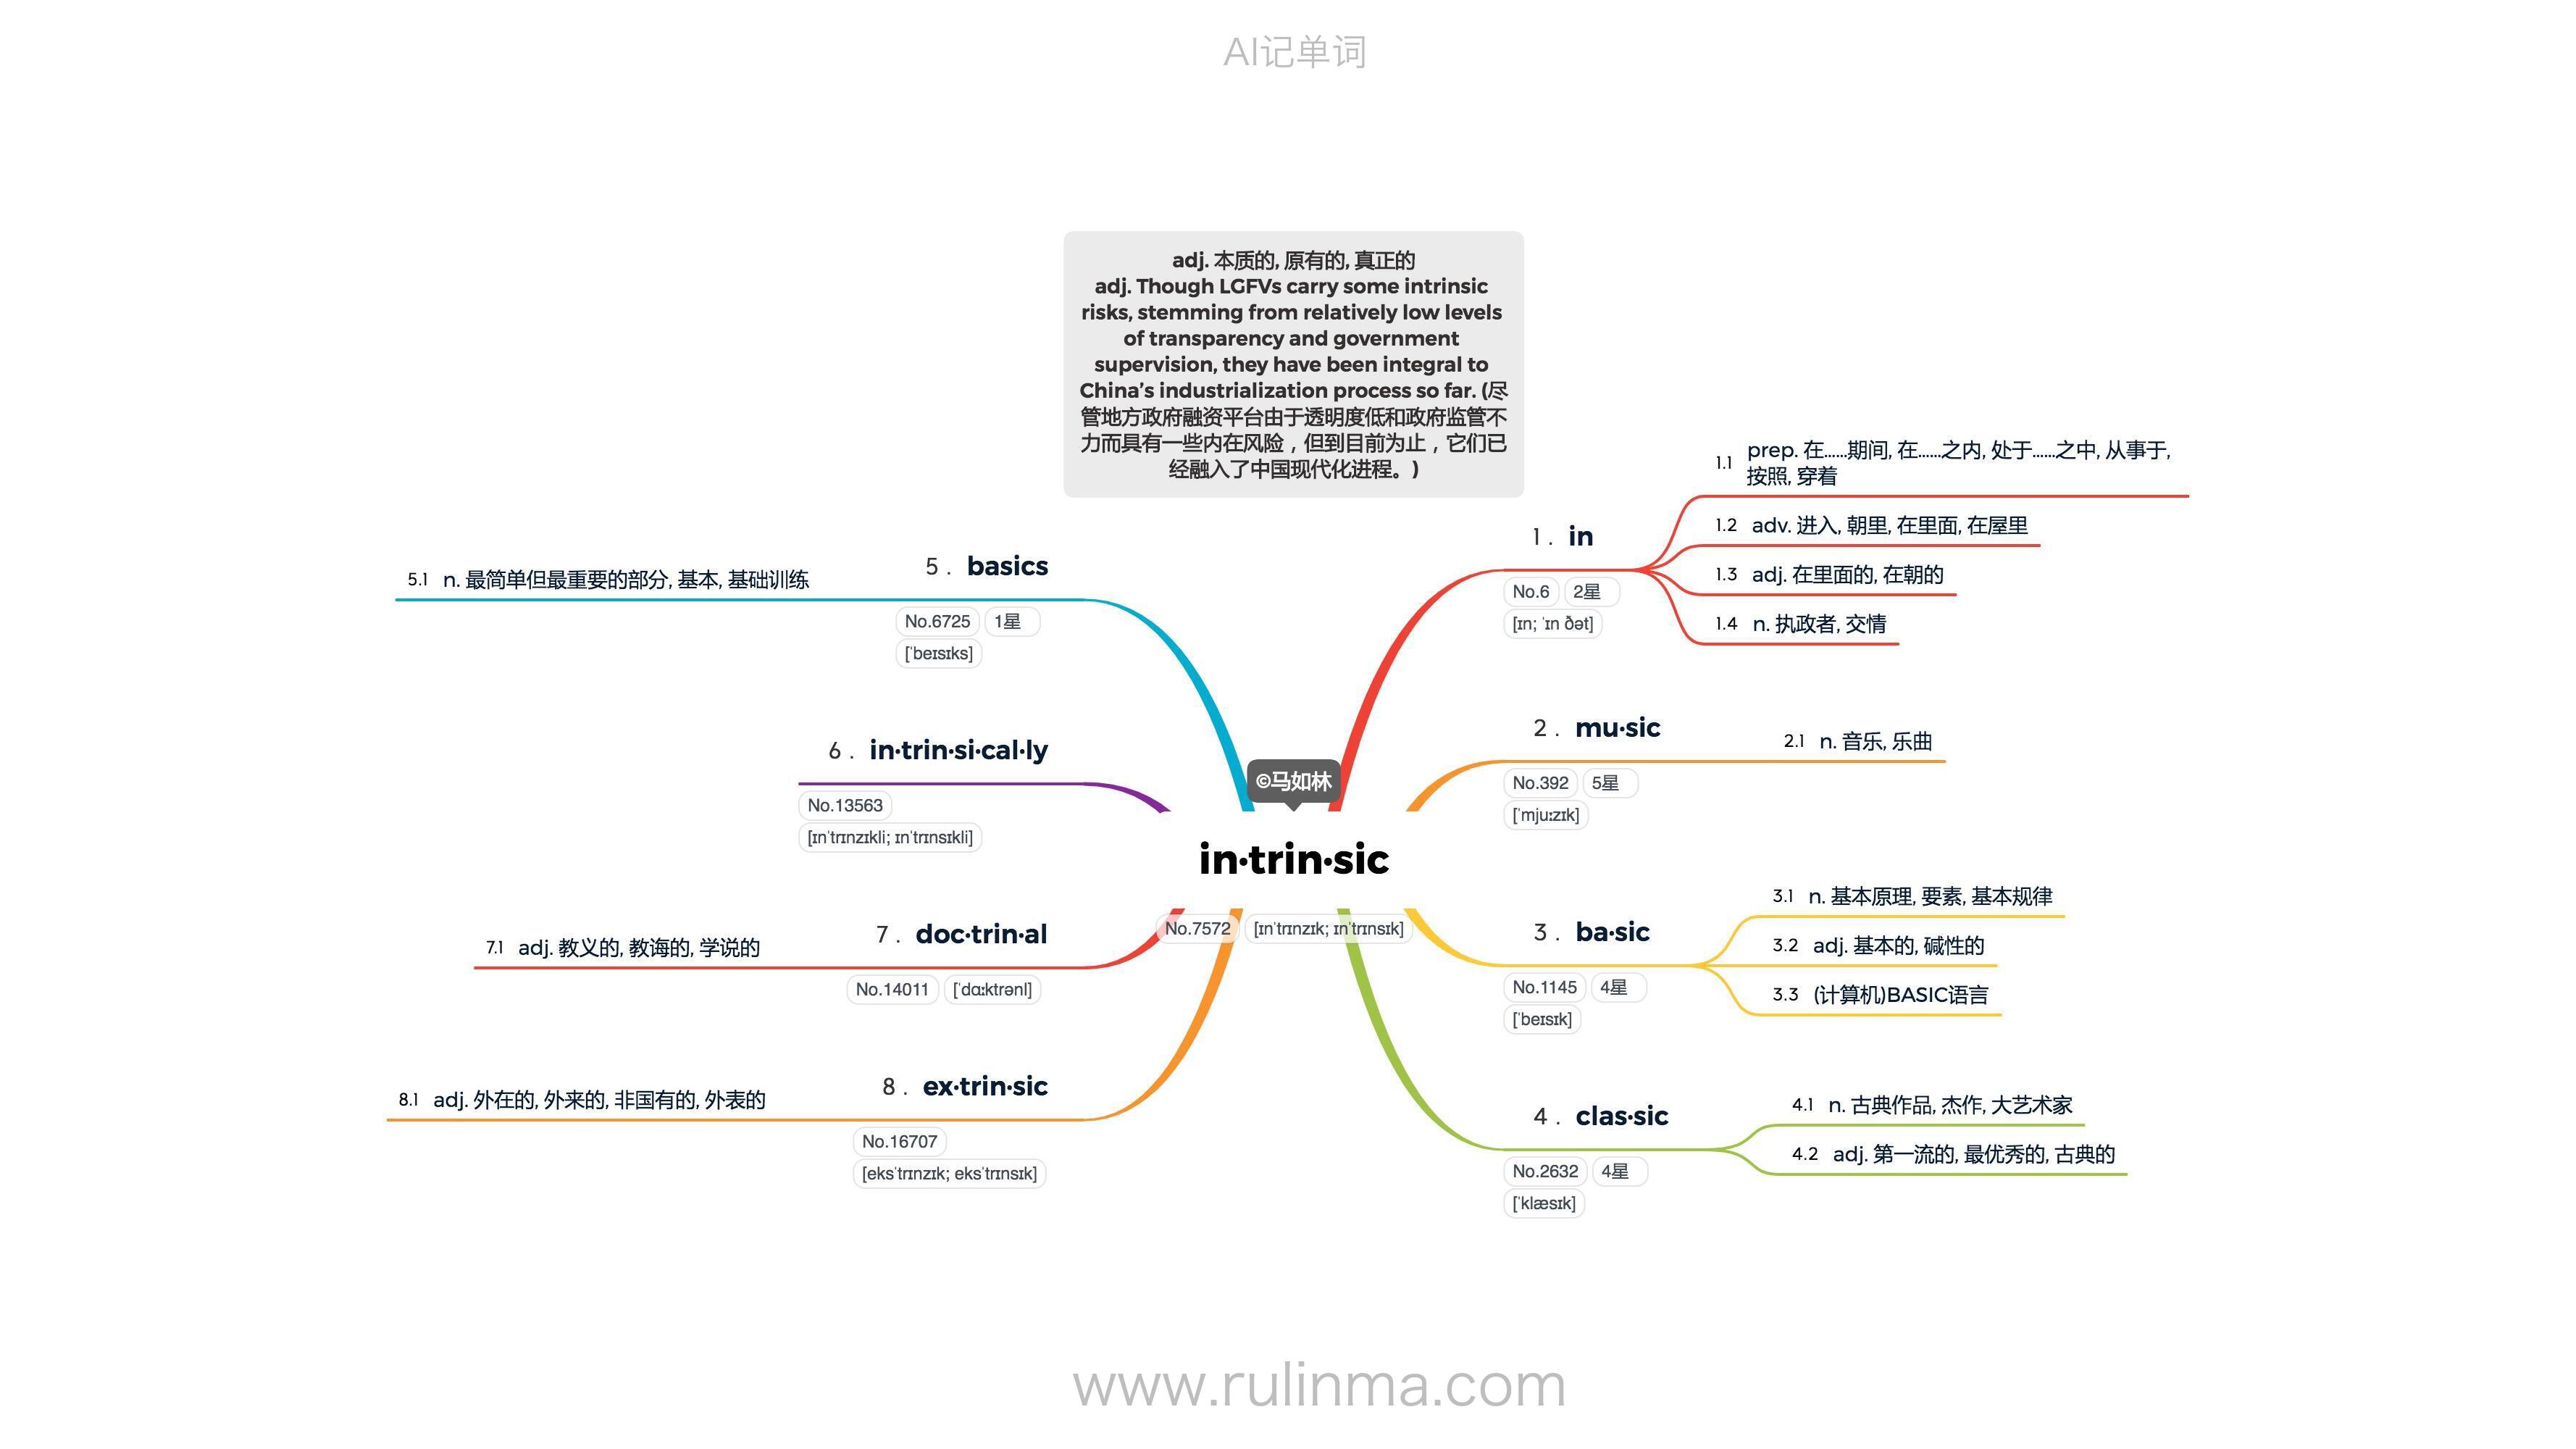 AI记单词
adj. 本质的, 原有的, 真正的
adj. Though LGFVs carry some intrinsic
risks, stemming from relatively low levels
of transparency and government
supervision, they have been integral to
China’s industrialization process so far. (尽
管地方政府融资平台由于透明度低和政府监管不
力而具有一些内在风险，但到目前为止，它们已
经融入了中国现代化进程。)
©马如林
in·trin·sic
No.7572 [ɪnˈtrɪnzɪk; ɪnˈtrɪnsɪk]
1 . in
No.6 2星
[ɪn; ˈɪn ðət]
1.1 prep. 在……期间, 在……之内, 处于……之中, 从事于,
按照, 穿着
1.2 adv. 进入, 朝里, 在里面, 在屋里
1.3 adj. 在里面的, 在朝的
1.4 n. 执政者, 交情
2 . mu·sic
No.392 5星
[ˈmjuːzɪk]
2.1 n. 音乐, 乐曲
3 . ba·sic
No.1145 4星
[ˈbeɪsɪk]
3.1 n. 基本原理, 要素, 基本规律
3.2 adj. 基本的, 碱性的
3.3 (计算机)BASIC语言
4 . clas·sic
No.2632 4星
[ˈklæsɪk]
4.1 n. 古典作品, 杰作, 大艺术家
4.2 adj. 第一流的, 最优秀的, 古典的
5 . basics
No.6725 1星
[ˈbeɪsɪks]
5.1 n. 最简单但最重要的部分, 基本, 基础训练
6 . in·trin·si·cal·ly
No.13563
[ɪnˈtrɪnzɪkli; ɪnˈtrɪnsɪkli]
7 . doc·trin·al
No.14011 [ˈdɑːktrənl]
7.1 adj. 教义的, 教诲的, 学说的
8 . ex·trin·sic
No.16707
[eksˈtrɪnzɪk; eksˈtrɪnsɪk]
8.1 adj. 外在的, 外来的, 非国有的, 外表的
www.rulinma.com